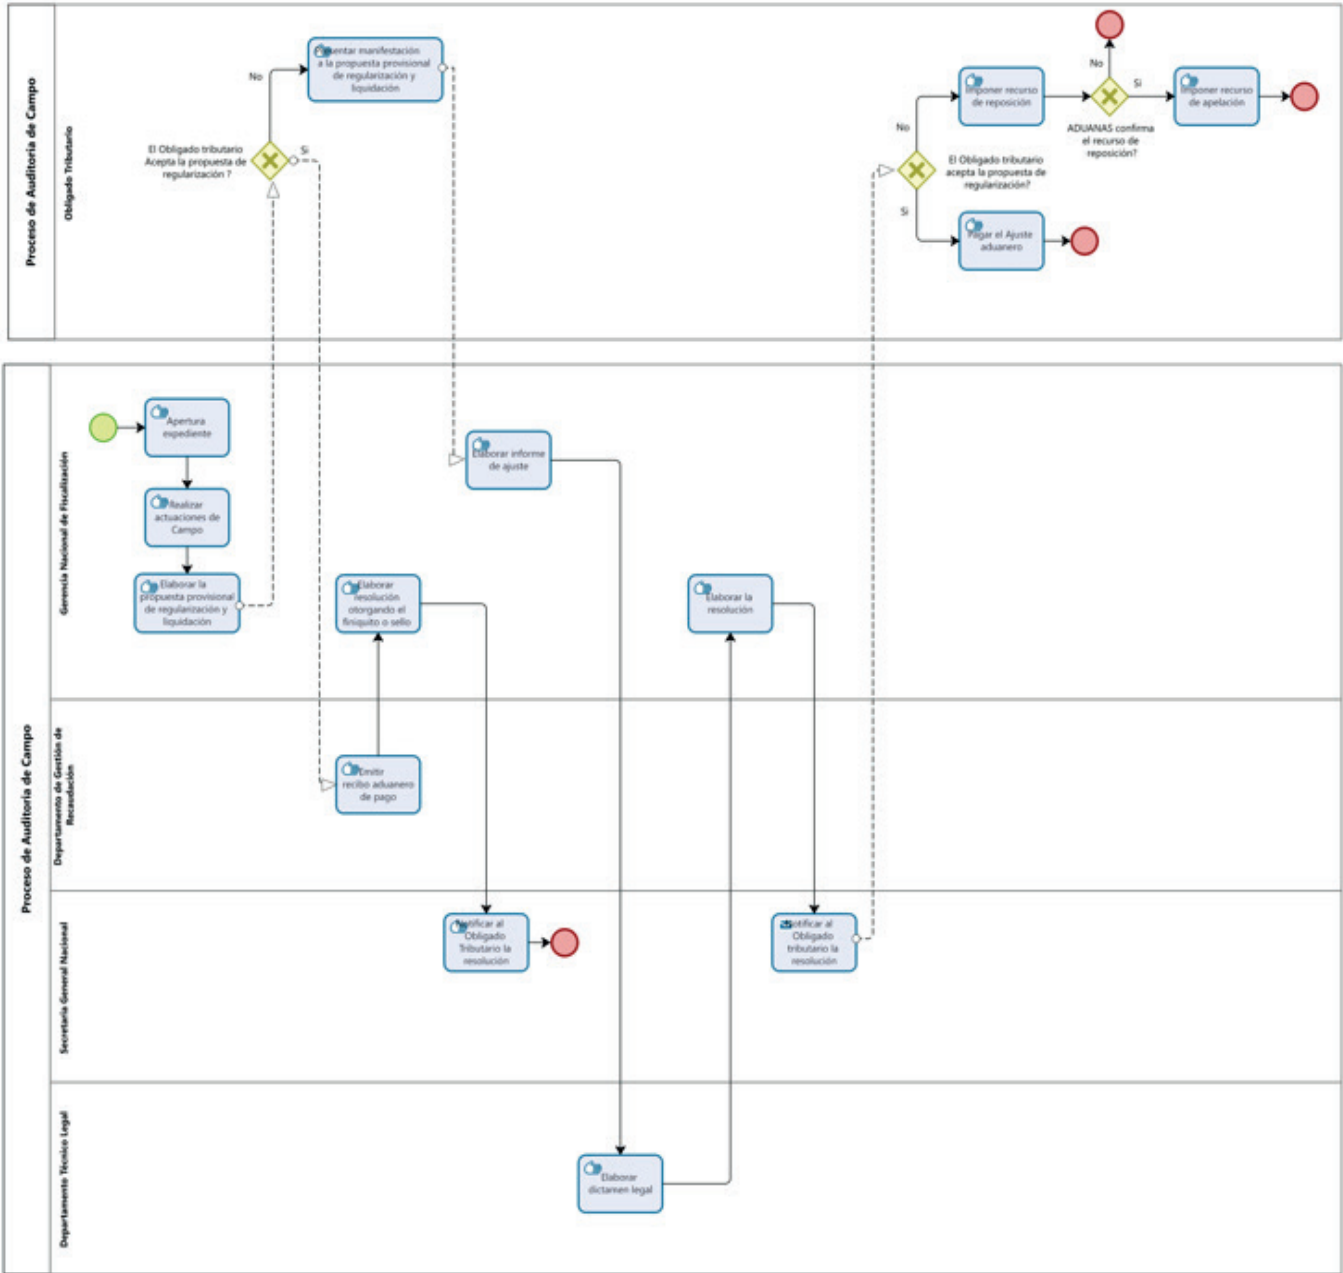 Proceso de Auditoria de Campo
Obligado Tributario
No
Presentar manifestación
a la propuesta provisional
de regularización y
liquidación
El Obligado tributario
Acepta la propuesta de
regularización ?
Si
No
Imponer recurso
de reposición
No
Si
Imponer recurso
de apelación
ADUANAS confirma
el recurso de
reposición?
El Obligado tributario
acepta la propuesta de
regularización?
Si
Pagar el Ajuste
aduanero
Proceso de Auditoria de Campo
Gerencia Nacional de Fiscalización
Apertura
expediente
Realizar
actuaciones de
Campo
Elaborar la
propuesta provisional
de regularización y
liquidación
Elaborar informe
de ajuste
Elaborar
resolución
otorgando el
finiquito o sello
Elaborar la
resolución
Departamento de Gestión de
Recaudación
Emitir
recibo aduanero
de pago
Secretaria General Nacional
Notificar al
Obligado
Tributario la
resolución
Notificar al
Obligado
tributario la
resolución
Departamento Técnico Legal
Elaborar
dictamen legal